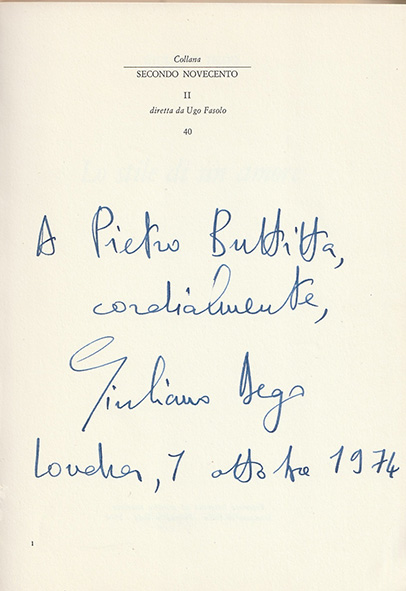 Collana
SECONDO NOVECENTO
II
diretta da Ugo Fasolo
40
A Pietro Buttitta,
cordialmente,
Giuliano Dego
Londra, 7 ottobre 1974
1